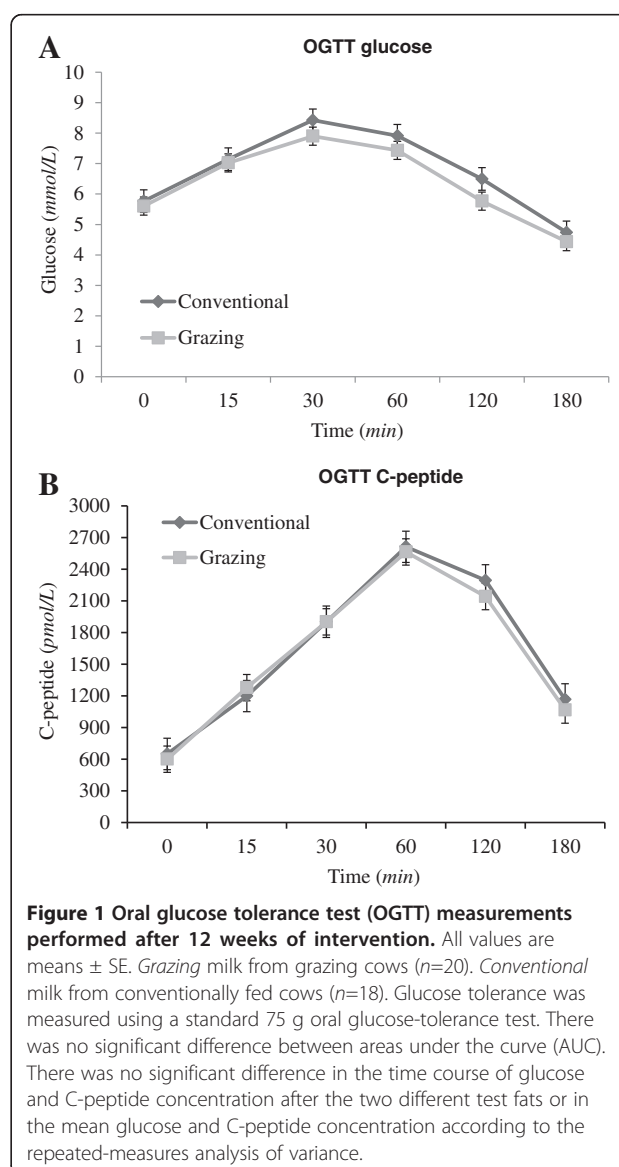 A
OGTT glucose
10
9
8
7
6
5
4
3
2
1
0
Glucose (mmol/L)
Conventional
Grazing
0 15 30 60 120 180
Time (min)
B
OGTT C-peptide
3000
2700
2400
2100
1800
1500
1200
900
600
300
0
C-peptide (pmol/L)
Conventional
Grazing
0 15 30 60 120 180
Time (min)
Figure 1 Oral glucose tolerance test (OGTT) measurements
performed after 12 weeks of intervention. All values are
means ± SE. Grazing milk from grazing cows (n=20). Conventional
milk from conventionally fed cows (n=18). Glucose tolerance was
measured using a standard 75 g oral glucose-tolerance test. There
was no significant difference between areas under the curve (AUC).
There was no significant difference in the time course of glucose
and C-peptide concentration after the two different test fats or in
the mean glucose and C-peptide concentration according to the
repeated-measures analysis of variance.